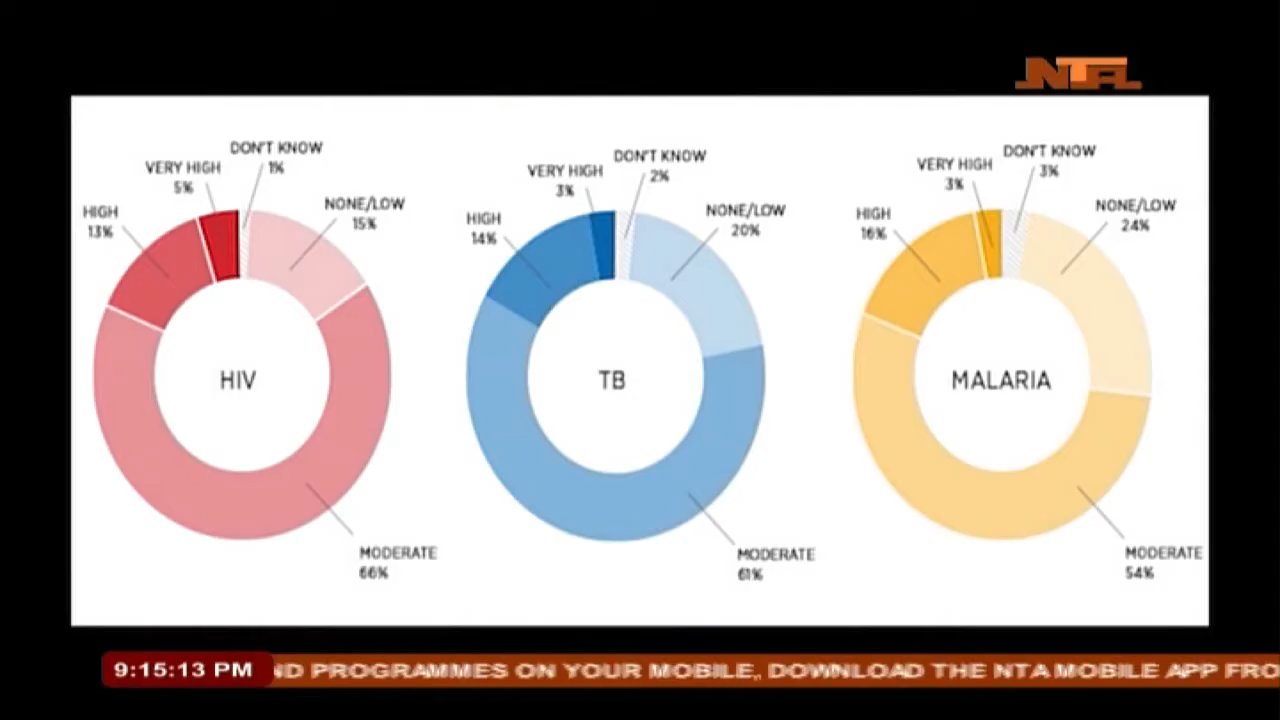 NTA
DON'T KNOW
1%
VERY HIGH
5%
HIGH
13%
NONE/LOW
15%
HIV
MODERATE
66%
DON'T KNOW
2%
VERY HIGH
3%
HIGH
14%
NONE/LOW
20%
TB
MODERATE
61%
DON'T KNOW
3%
VERY HIGH
3%
HIGH
16%
NONE/LOW
24%
MALARIA
MODERATE
54%
9:15:13 PM
ND PROGRAMMES ON YOUR MOBILE, DOWNLOAD THE NTA MOBILE APP FRO